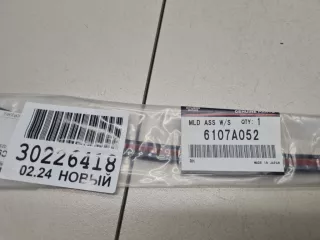 MLD ASS W/S QTY: 1
6107A052
MADE IN JAPAN
30226418
02.24 НОВЫЙ